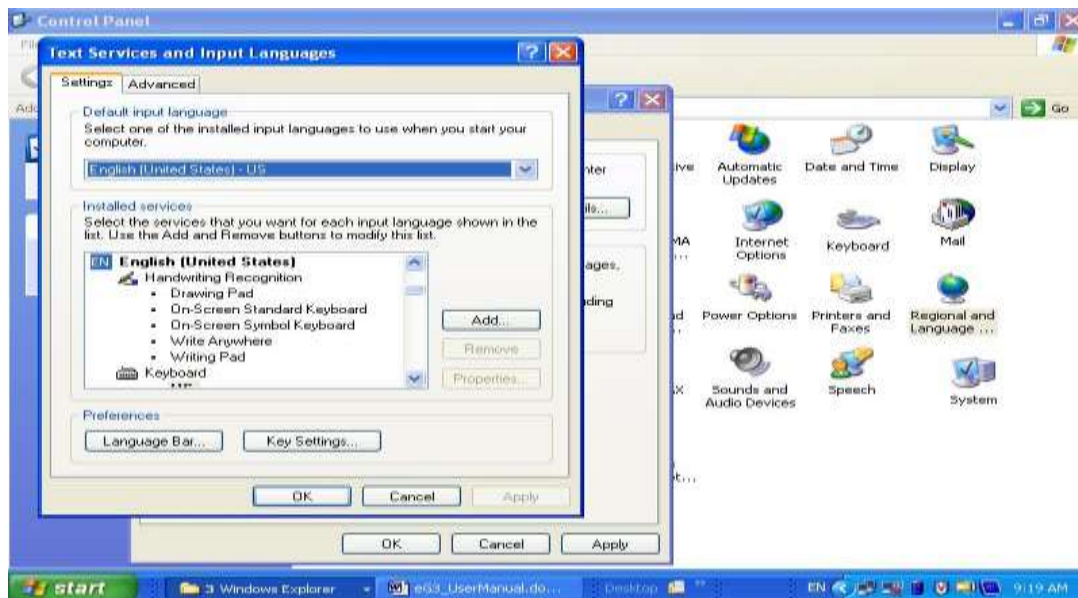 Control Panel
Text Services and Input Languages
Settings Advanced
Go
Default input language
Select one of the installed input languages to use when you start your
computer.
English (United States) - US
Installed services
Select the services that you want for each input language shown in the
list. Use the Add and Remove buttons to modify this list.
EN English (United States)
Handwriting Recognition
Drawing Pad
On-Screen Standard Keyboard
On-Screen Symbol Keyboard
Write Anywhere
Writing Pad
Keyboard
Add...
Remove
Properties...
Preferences
Language Bar... Key Settings...
OK Cancel Apply
OK Cancel Apply
Automatic
Updates
Date and Time
Display
Internet
Options
Keyboard
Mail
Power Options
Printers and
Faxes
Regional and
Language ...
Sounds and
Audio Devices
Speech
System
start
3 Windows Explorer
eGS_UserManual.do...
Desktop
EN
9:19 AM